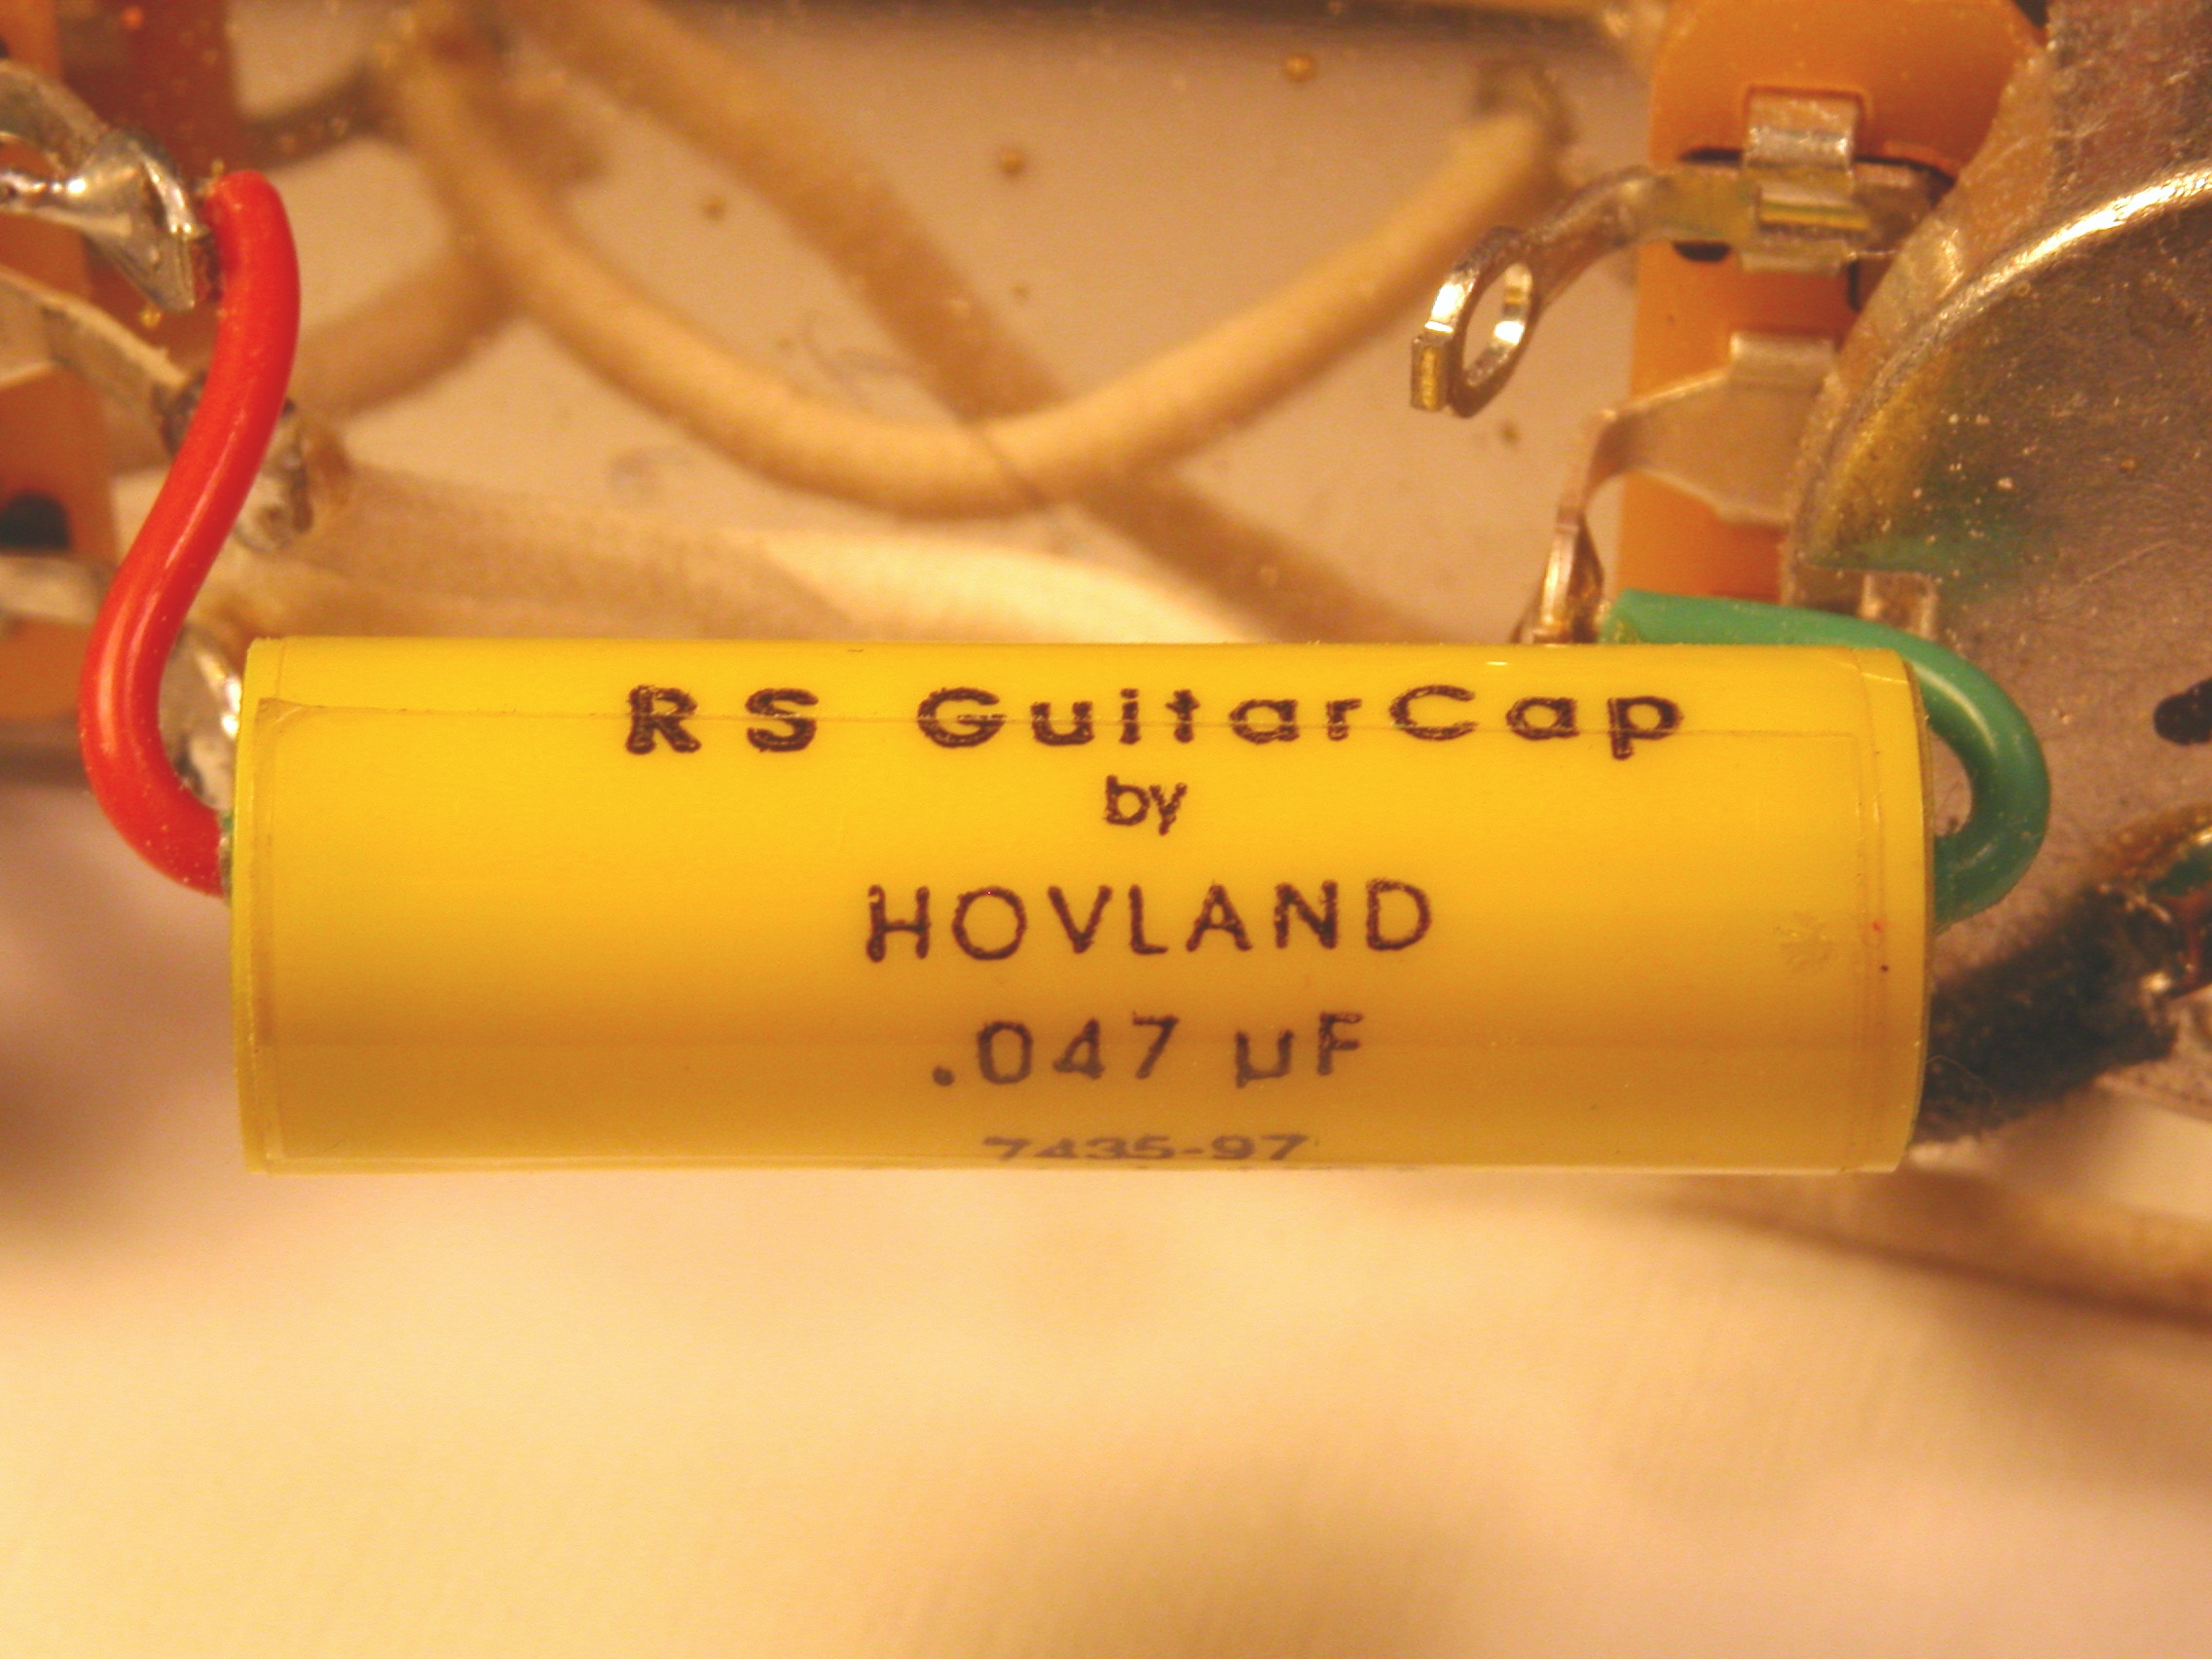 RS GuitarCap
by
HOVLAND
.047 µF
7435-97